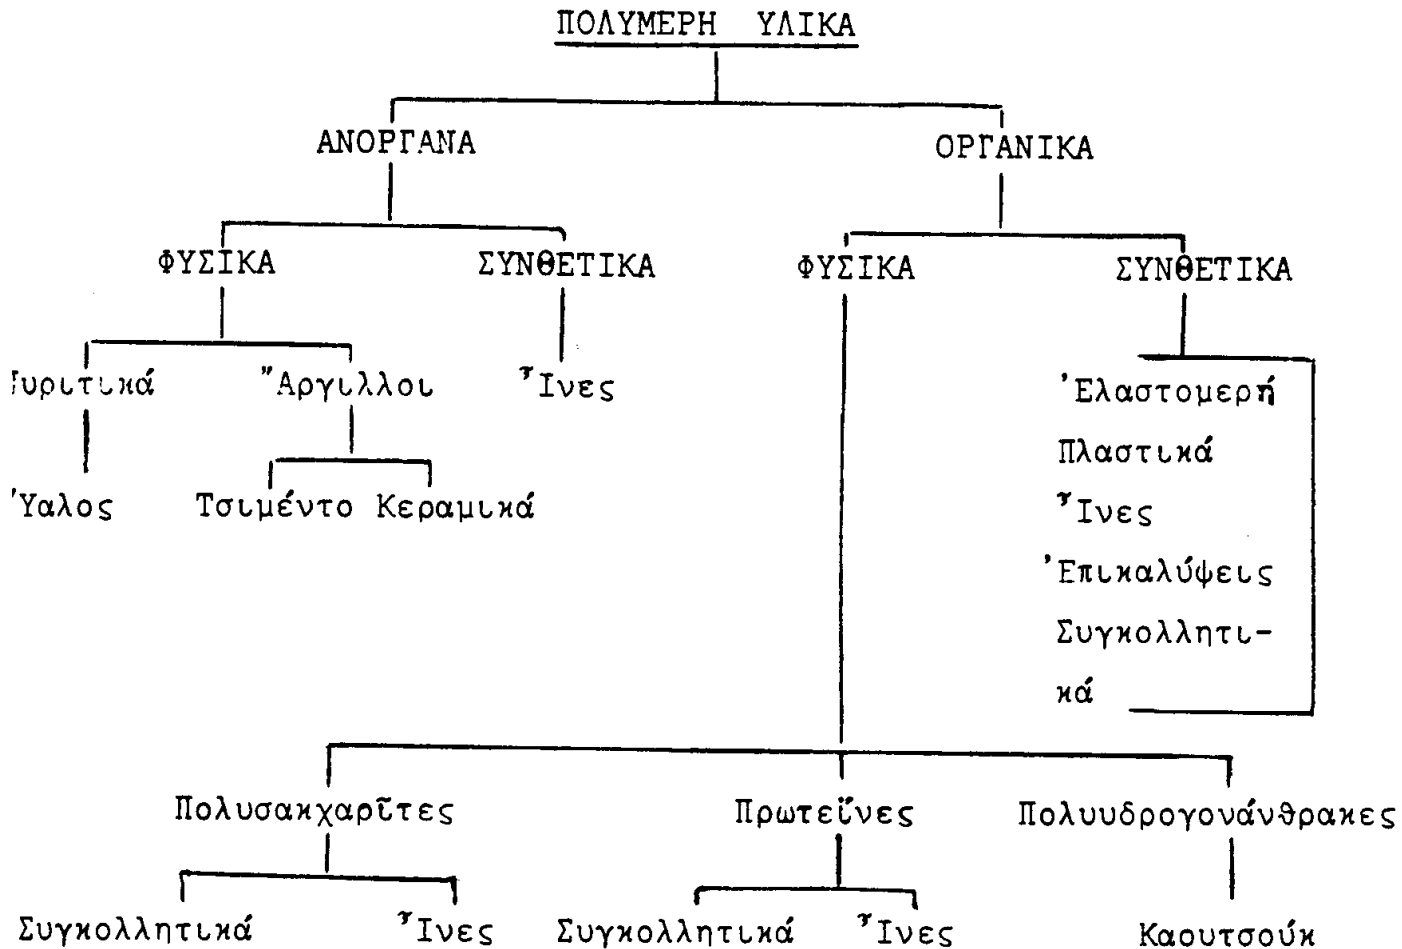 ΠΟΛΥΜΕΡΗ ΥΛΙΚΑ
ΑΝΟΡΓΑΝΑ ΟΡΓΑΝΙΚΑ
ΦΥΣΙΚΑ ΣΥΝΘΕΤΙΚΑ ΦΥΣΙΚΑ ΣΥΝΘΕΤΙΚΑ
Ἄργιλλοι Ἶνες Ἐλαστομερή
Πλαστικά
Ὕαλος Τσιμέντο Κεραμικά Ἶνες
Ἐπικαλύψεις
Συγκολλητι-
κά
Πολυσακχαρῖτες Πρωτεΐνες Πολυυδρογονάνθρακες
Συγκολλητικά Ἶνες Συγκολλητικά Ἶνες Καουτσούκ